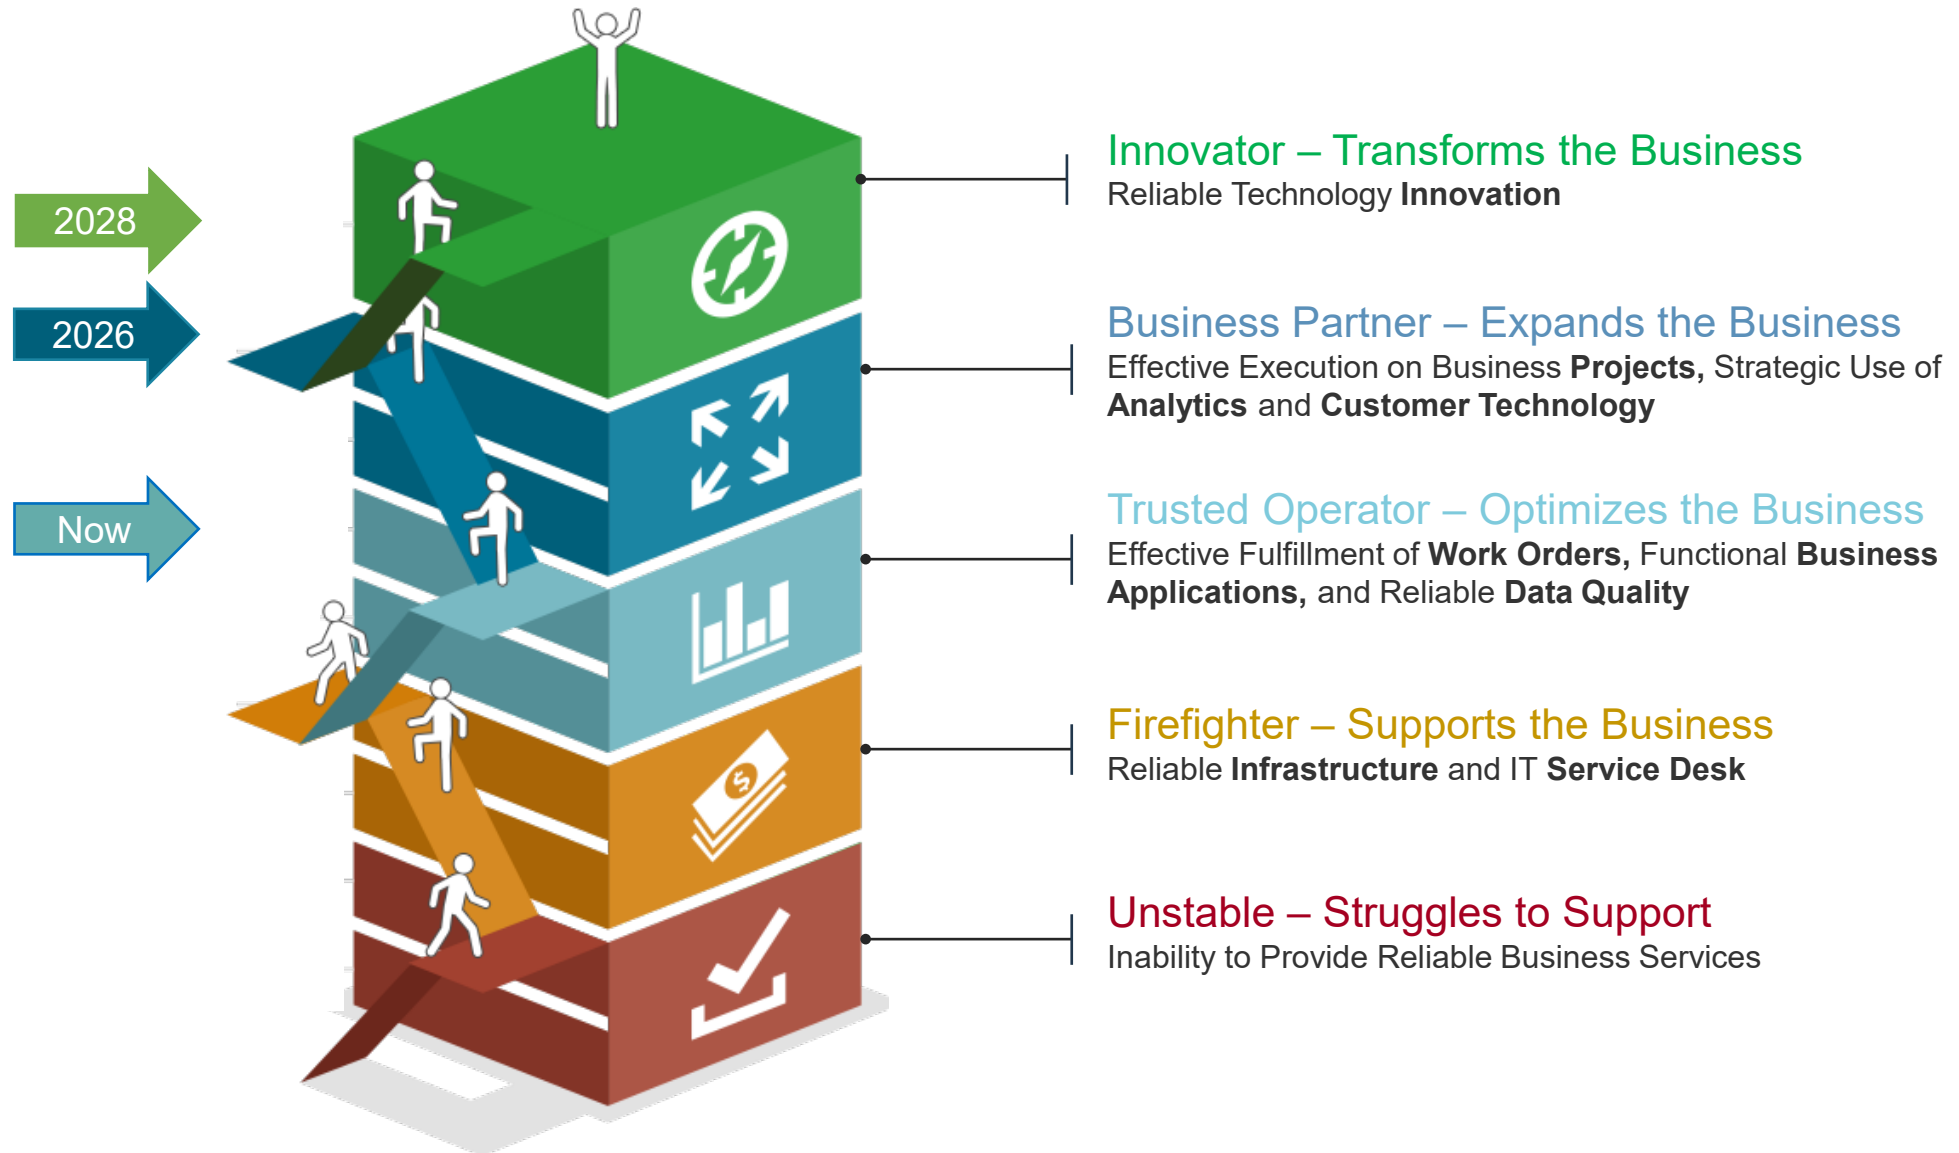 2028
2026
Now
Innovator – Transforms the Business
Reliable Technology Innovation
Business Partner – Expands the Business
Effective Execution on Business Projects, Strategic Use of
Analytics and Customer Technology
Trusted Operator – Optimizes the Business
Effective Fulfillment of Work Orders, Functional Business
Applications, and Reliable Data Quality
Firefighter – Supports the Business
Reliable Infrastructure and IT Service Desk
$
Unstable – Struggles to Support
Inability to Provide Reliable Business Services